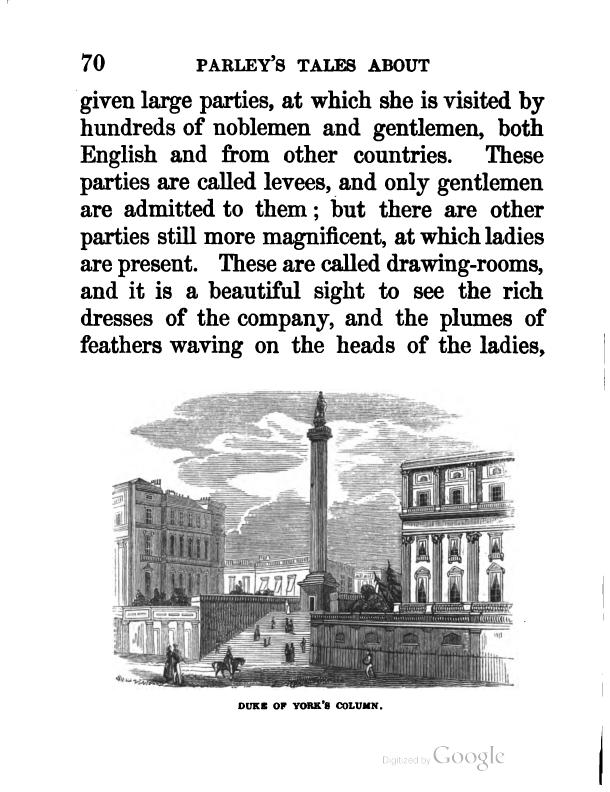 70 PARLEY'S TALES ABOUT
given large parties, at which she is visited by
hundreds of noblemen and gentlemen, both
English and from other countries. These
parties are called levees, and only gentlemen
are admitted to them ; but there are other
parties still more magnificent, at which ladies
are present. These are called drawing-rooms,
and it is a beautiful sight to see the rich
dresses of the company, and the plumes of
feathers waving on the heads of the ladies,
DUKE OF YORK'S COLUMN.
Digitized by Google